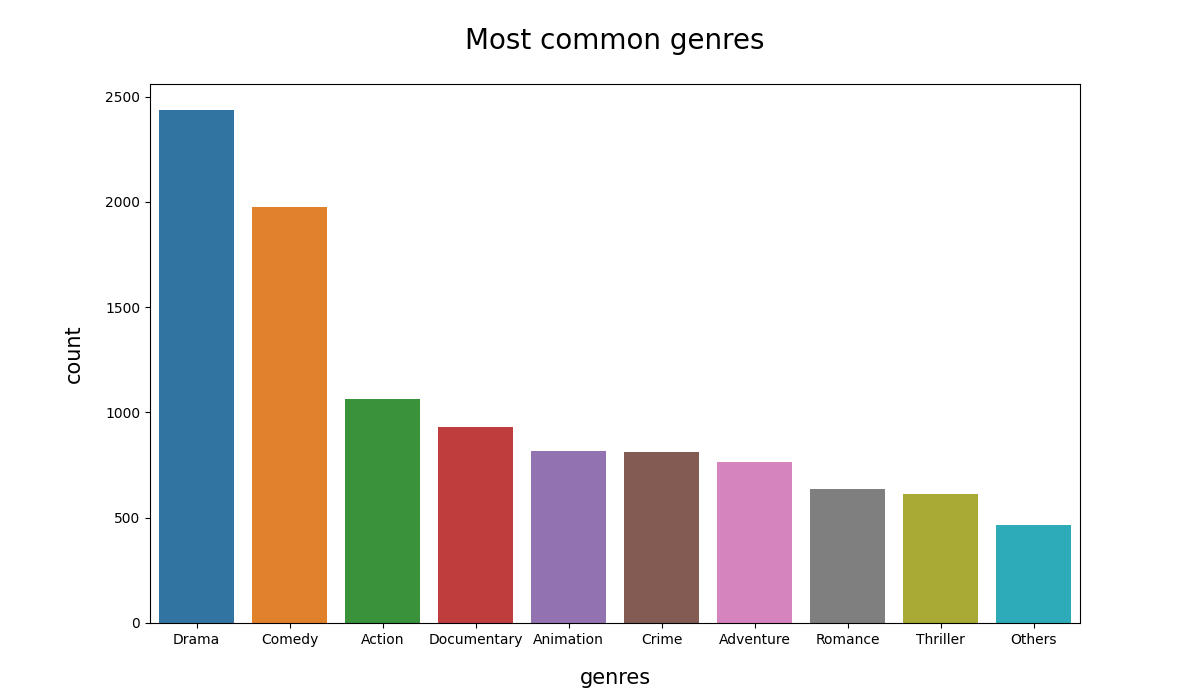 Most common genres
2500
2000
1500
1000
500
0
count
Drama Comedy Action Documentary Animation Crime Adventure Romance Thriller Others
genres